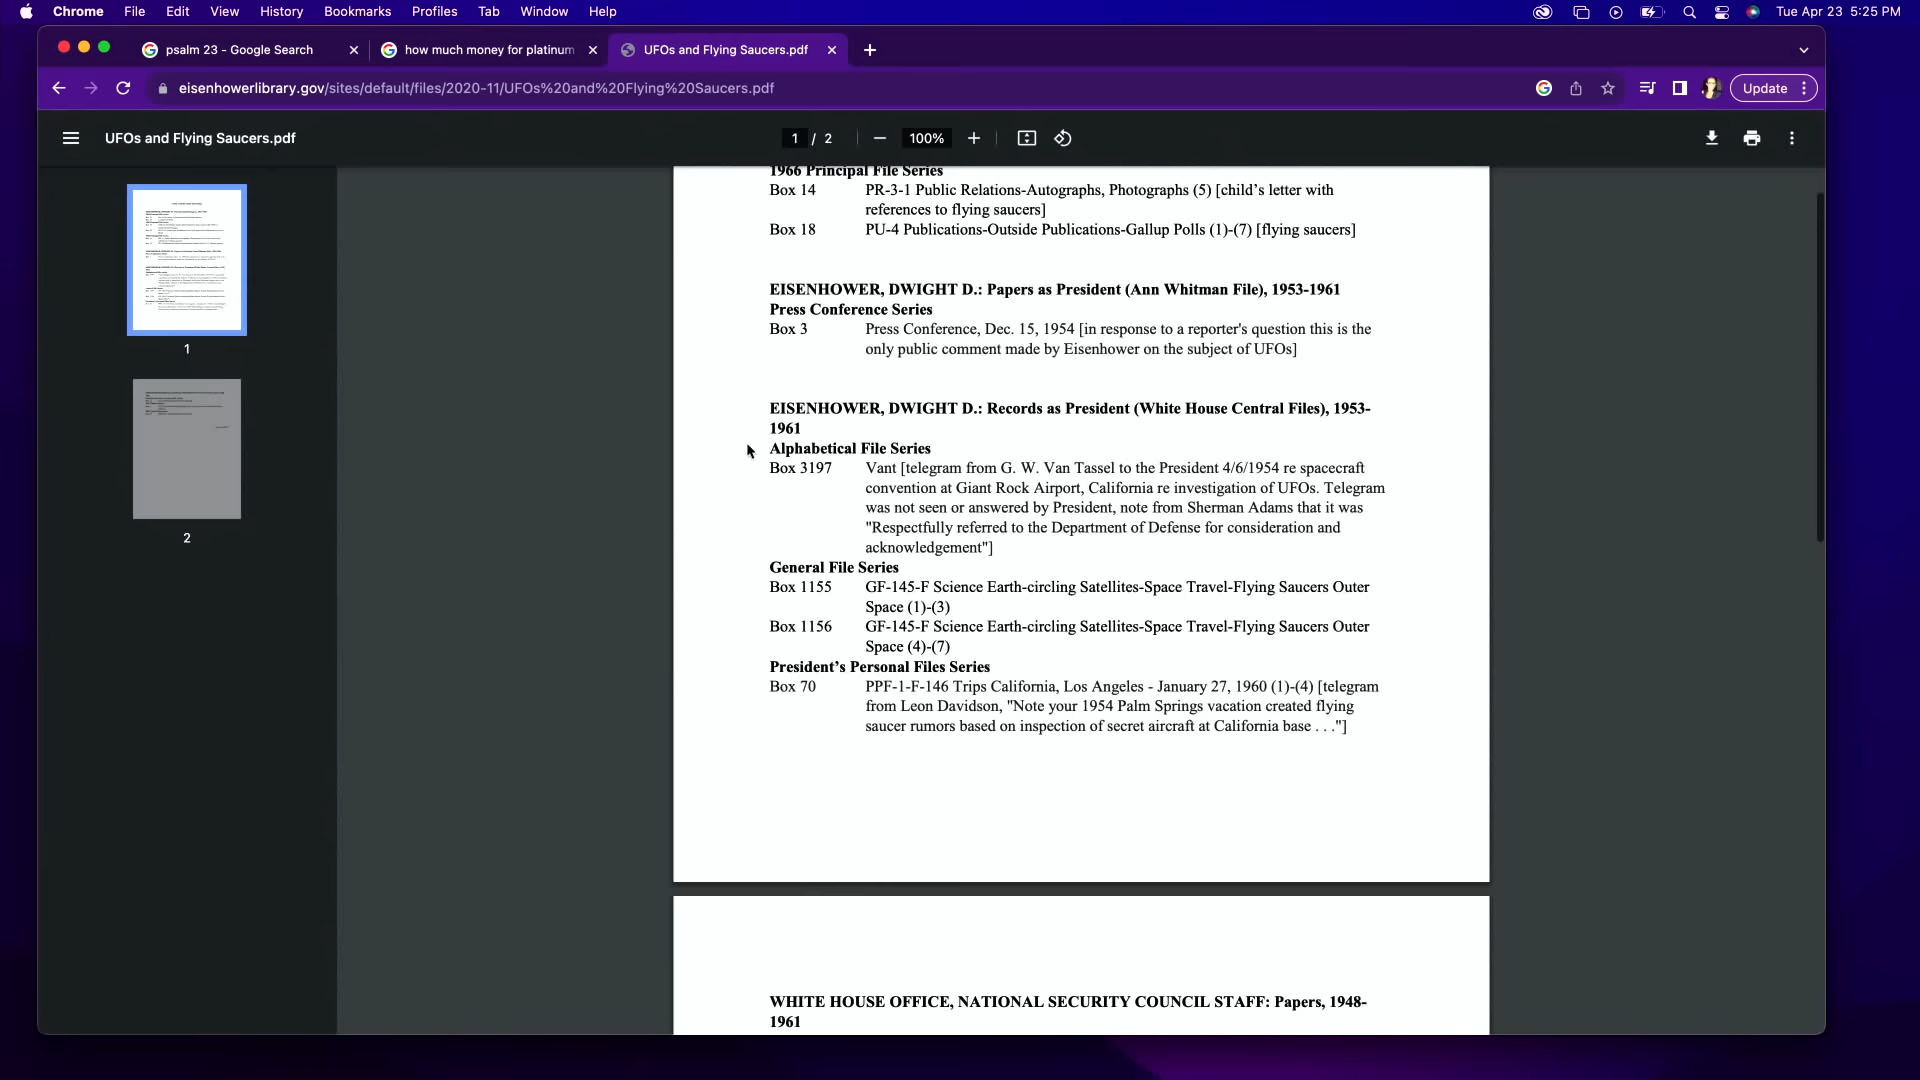 Chrome File Edit View History Bookmarks Profiles Tab Window Help Tue Apr 23 5:25 PM
psalm 23 - Google Search how much money for platinum UFOs and Flying Saucers.pdf
eisenhowerlibrary.gov/sites/default/files/2020-11/UFOs%20and%20Flying%20Saucers.pdf Update
UFOs and Flying Saucers.pdf 1 / 2 100%
1
2
1966 Principal File Series
Box 14 PR-3-1 Public Relations-Autographs, Photographs (5) [child's letter with
references to flying saucers]
Box 18 PU-4 Publications-Outside Publications-Gallup Polls (1)-(7) [flying saucers]
EISENHOWER, DWIGHT D.: Papers as President (Ann Whitman File), 1953-1961
Press Conference Series
Box 3 Press Conference, Dec. 15, 1954 [in response to a reporter's question this is the
only public comment made by Eisenhower on the subject of UFOs]
EISENHOWER, DWIGHT D.: Records as President (White House Central Files), 1953-
1961
Alphabetical File Series
Box 3197 Vant [telegram from G. W. Van Tassel to the President 4/6/1954 re spacecraft
convention at Giant Rock Airport, California re investigation of UFOs. Telegram
was not seen or answered by President, note from Sherman Adams that it was
"Respectfully referred to the Department of Defense for consideration and
acknowledgement"]
General File Series
Box 1155 GF-145-F Science Earth-circling Satellites-Space Travel-Flying Saucers Outer
Space (1)-(3)
Box 1156 GF-145-F Science Earth-circling Satellites-Space Travel-Flying Saucers Outer
Space (4)-(7)
President's Personal Files Series
Box 70 PPF-1-F-146 Trips California, Los Angeles - January 27, 1960 (1)-(4) [telegram
from Leon Davidson, "Note your 1954 Palm Springs vacation created flying
saucer rumors based on inspection of secret aircraft at California base . . ."]
WHITE HOUSE OFFICE, NATIONAL SECURITY COUNCIL STAFF: Papers, 1948-
1961